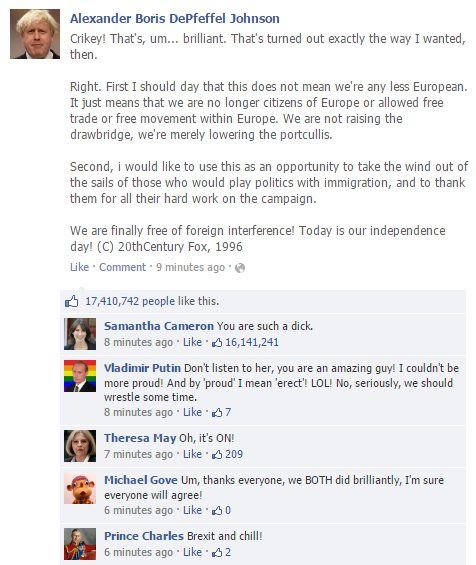 Alexander Boris DePfeffel Johnson
Crikey! That's, um... brilliant. That's turned out exactly the way I wanted,
then.
Right. First I should day that this does not mean we're any less European.
It just means that we are no longer citizens of Europe or allowed free
trade or free movement within Europe. We are not raising the
drawbridge, we're merely lowering the portcullis.
Second, i would like to use this as an opportunity to take the wind out of
the sails of those who would play politics with immigration, and to thank
them for all their hard work on the campaign.
We are finally free of foreign interference! Today is our independence
day! (C) 20thCentury Fox, 1996
Like · Comment · 9 minutes ago ·
17,410,742 people like this.
Samantha Cameron You are such a dick.
8 minutes ago · Like · 16,141,241
Vladimir Putin Don't listen to her, you are an amazing guy! I couldn't be
more proud! And by 'proud' I mean 'erect'! LOL! No, seriously, we should
wrestle some time.
8 minutes ago · Like · 7
Theresa May Oh, it's ON!
7 minutes ago · Like · 209
Michael Gove Um, thanks everyone, we BOTH did brilliantly, I'm sure
everyone will agree!
6 minutes ago · Like · 0
Prince Charles Brexit and chill!
6 minutes ago · Like · 2